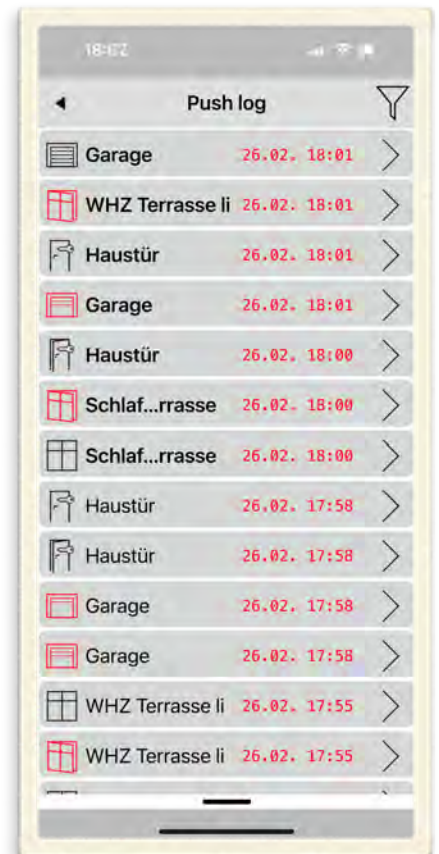 18:02
Push log
Garage 26.02. 18:01
WHZ Terrasse li 26.02. 18:01
Haustür 26.02. 18:01
Garage 26.02. 18:01
Haustür 26.02. 18:00
Schlaf...rrasse 26.02. 18:00
Schlaf...rrasse 26.02. 18:00
Haustür 26.02. 17:58
Haustür 26.02. 17:58
Garage 26.02. 17:58
Garage 26.02. 17:58
WHZ Terrasse li 26.02. 17:55
WHZ Terrasse li 26.02. 17:55